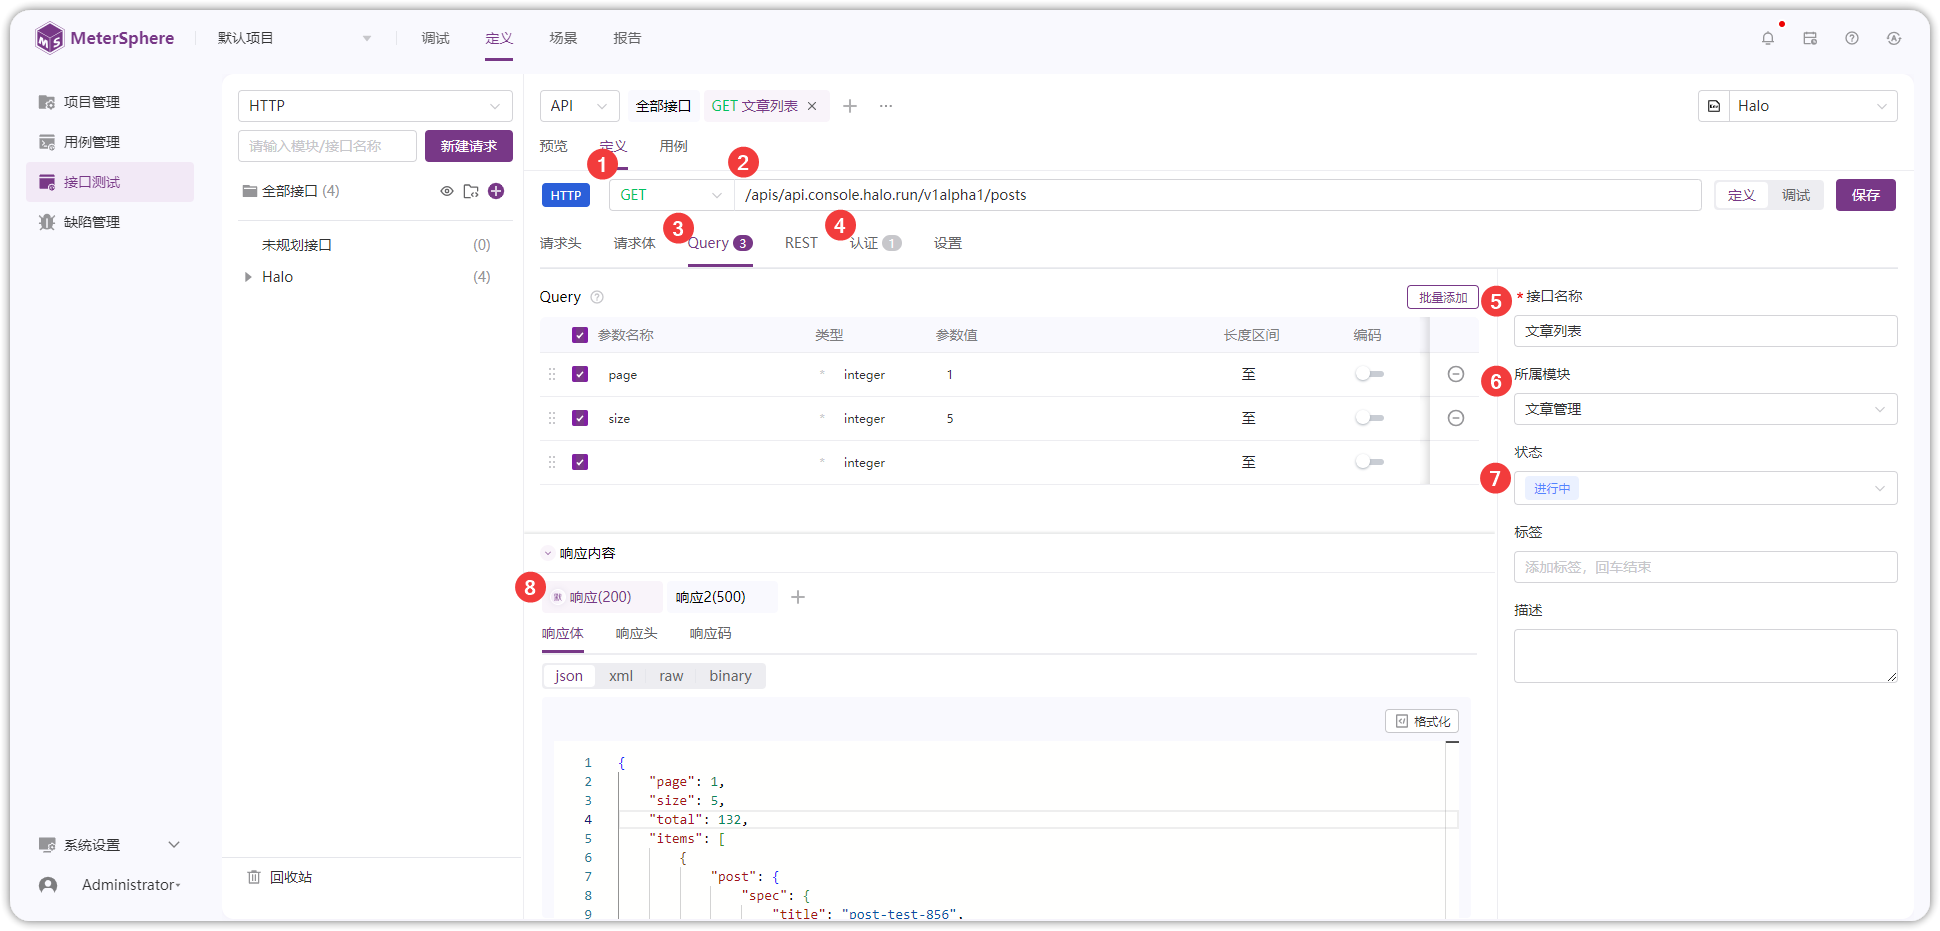 MeterSphere
默认项目
调试
定义
场景
报告
项目管理
用例管理
接口测试
缺陷管理
系统设置
Administrator
HTTP
请输入模块/接口名称
新建请求
全部接口 (4)
未规划接口 (0)
Halo (4)
回收站
API
全部接口
GET 文章列表
Halo
预览
定义
用例
1
2
HTTP
GET
/apis/api.console.halo.run/v1alpha1/posts
定义
调试
保存
3
4
请求头
请求体
Query 3
REST
认证 1
设置
Query
批量添加
参数名称 类型 参数值 长度区间 编码
page * integer 1 至
size * integer 5 至
* integer 至
5
* 接口名称
文章列表
6
所属模块
文章管理
状态
7
进行中
标签
添加标签，回车结束
描述
响应内容
8
默 响应(200)
响应2(500)
响应体
响应头
响应码
json
xml
raw
binary
格式化
1 {
2 "page": 1,
3 "size": 5,
4 "total": 132,
5 "items": [
6 {
7 "post": {
8 "spec": {
9 "title": "post-test-856",